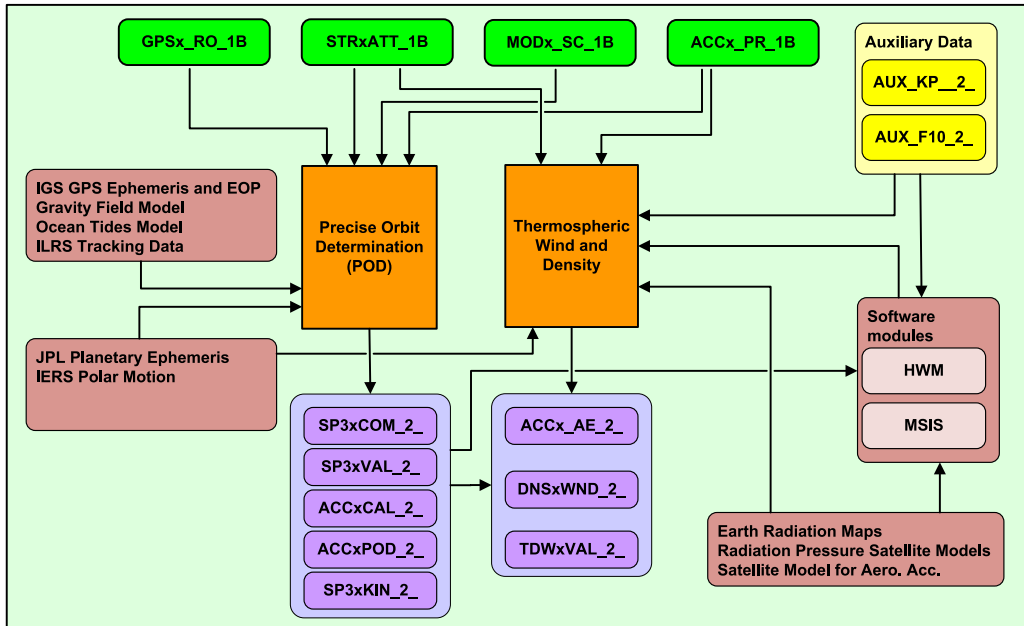 GPSx_RO_1B
STRxATT_1B
MODx_SC_1B
ACCx_PR_1B
Auxiliary Data
AUX_KP__2_
AUX_F10_2_
IGS GPS Ephemeris and EOP
Gravity Field Model
Ocean Tides Model
ILRS Tracking Data
Precise Orbit
Determination
(POD)
Thermospheric
Wind and
Density
JPL Planetary Ephemeris
IERS Polar Motion
Software
modules
HWM
MSIS
SP3xCOM_2_
SP3xVAL_2_
ACCxCAL_2_
ACCxPOD_2_
SP3xKIN_2_
ACCx_AE_2_
DNSxWND_2_
TDWxVAL_2_
Earth Radiation Maps
Radiation Pressure Satellite Models
Satellite Model for Aero. Acc.